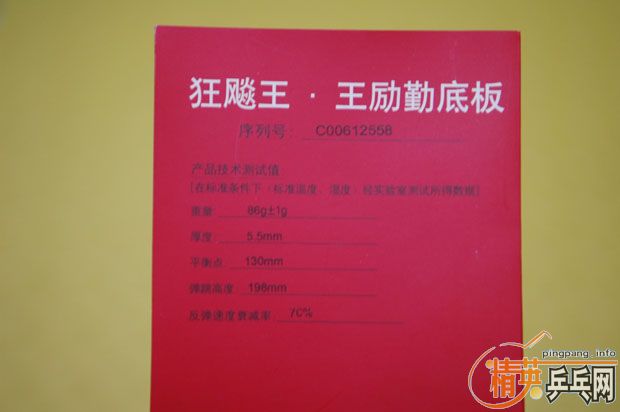 狂飚王·王励勤底板
序列号: C00612558
产品技术测试值
[在标准条件下(标准温度、湿度)经实验室测试所得数据]
重量: 86g±1g
厚度: 5.5mm
平衡点: 130mm
弹跳高度: 198mm
反弹速度衰减率: 70%
pingpang.info
精英乒乓网